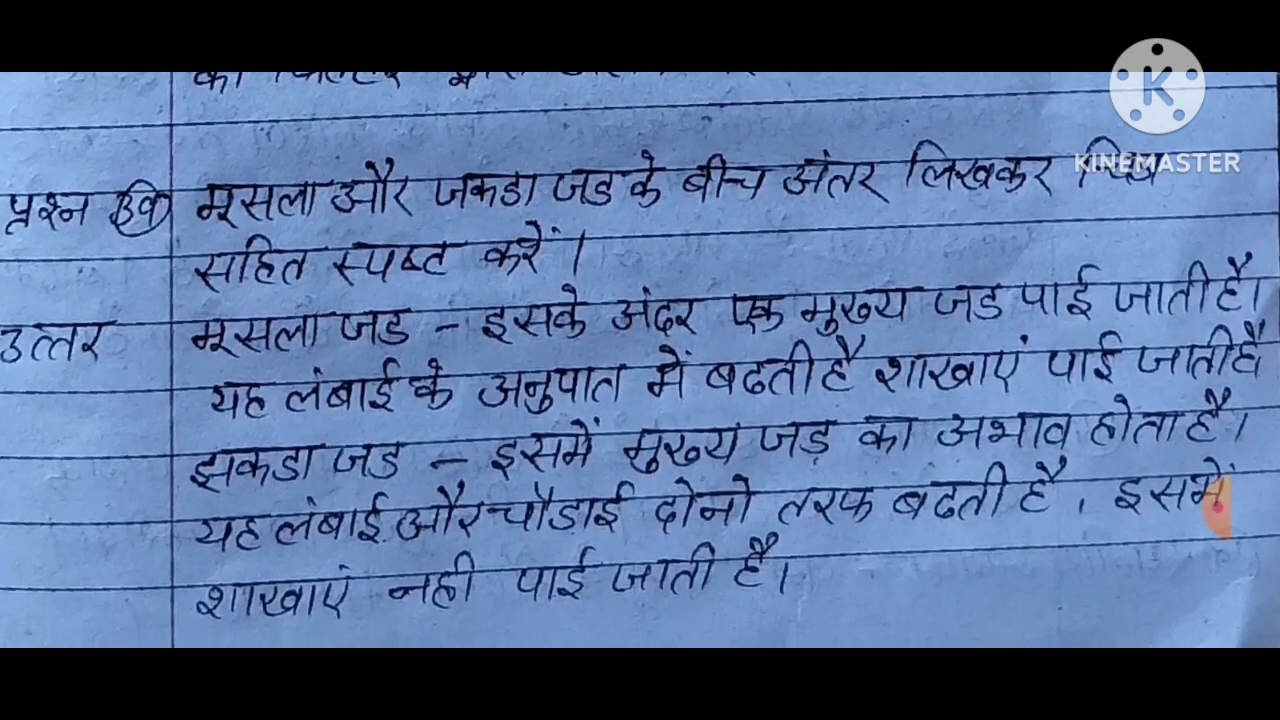 K
KINEMASTER
प्रश्न मूसला और जकडा जड के बीच अंतर लिखकर चित्र
सहित स्पष्ट करें।
उत्तर मूसला जड - इसके अंदर एक मुख्य जड पाई जाती है।
यह लंबाई के अनुपात में बढती है शाखाएं पाई जाती है
झकडा जड - इसमें मुख्य जड़ का अभाव होता है।
यह लंबाई और चौडाई दोनो तरफ बढती है, इसमें
शाखाएं नही पाई जाती है।